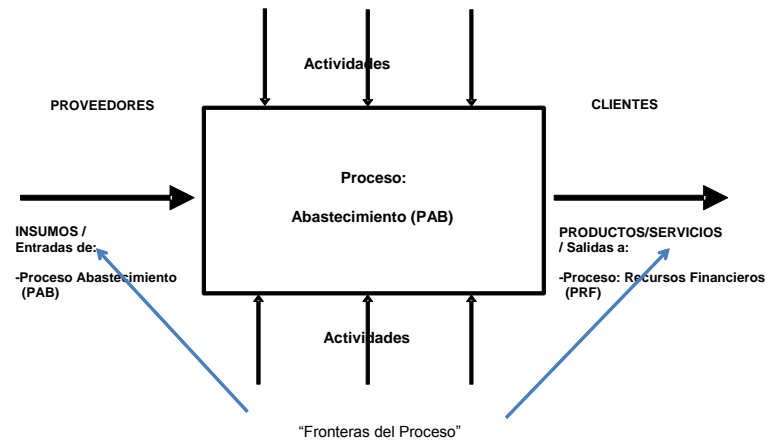 Actividades
PROVEEDORES
CLIENTES
Proceso:
Abastecimiento (PAB)
INSUMOS /
Entradas de:
-Proceso Abastecimiento
(PAB)
PRODUCTOS/SERVICIOS
/ Salidas a:
-Proceso: Recursos Financieros
(PRF)
Actividades
“Fronteras del Proceso”